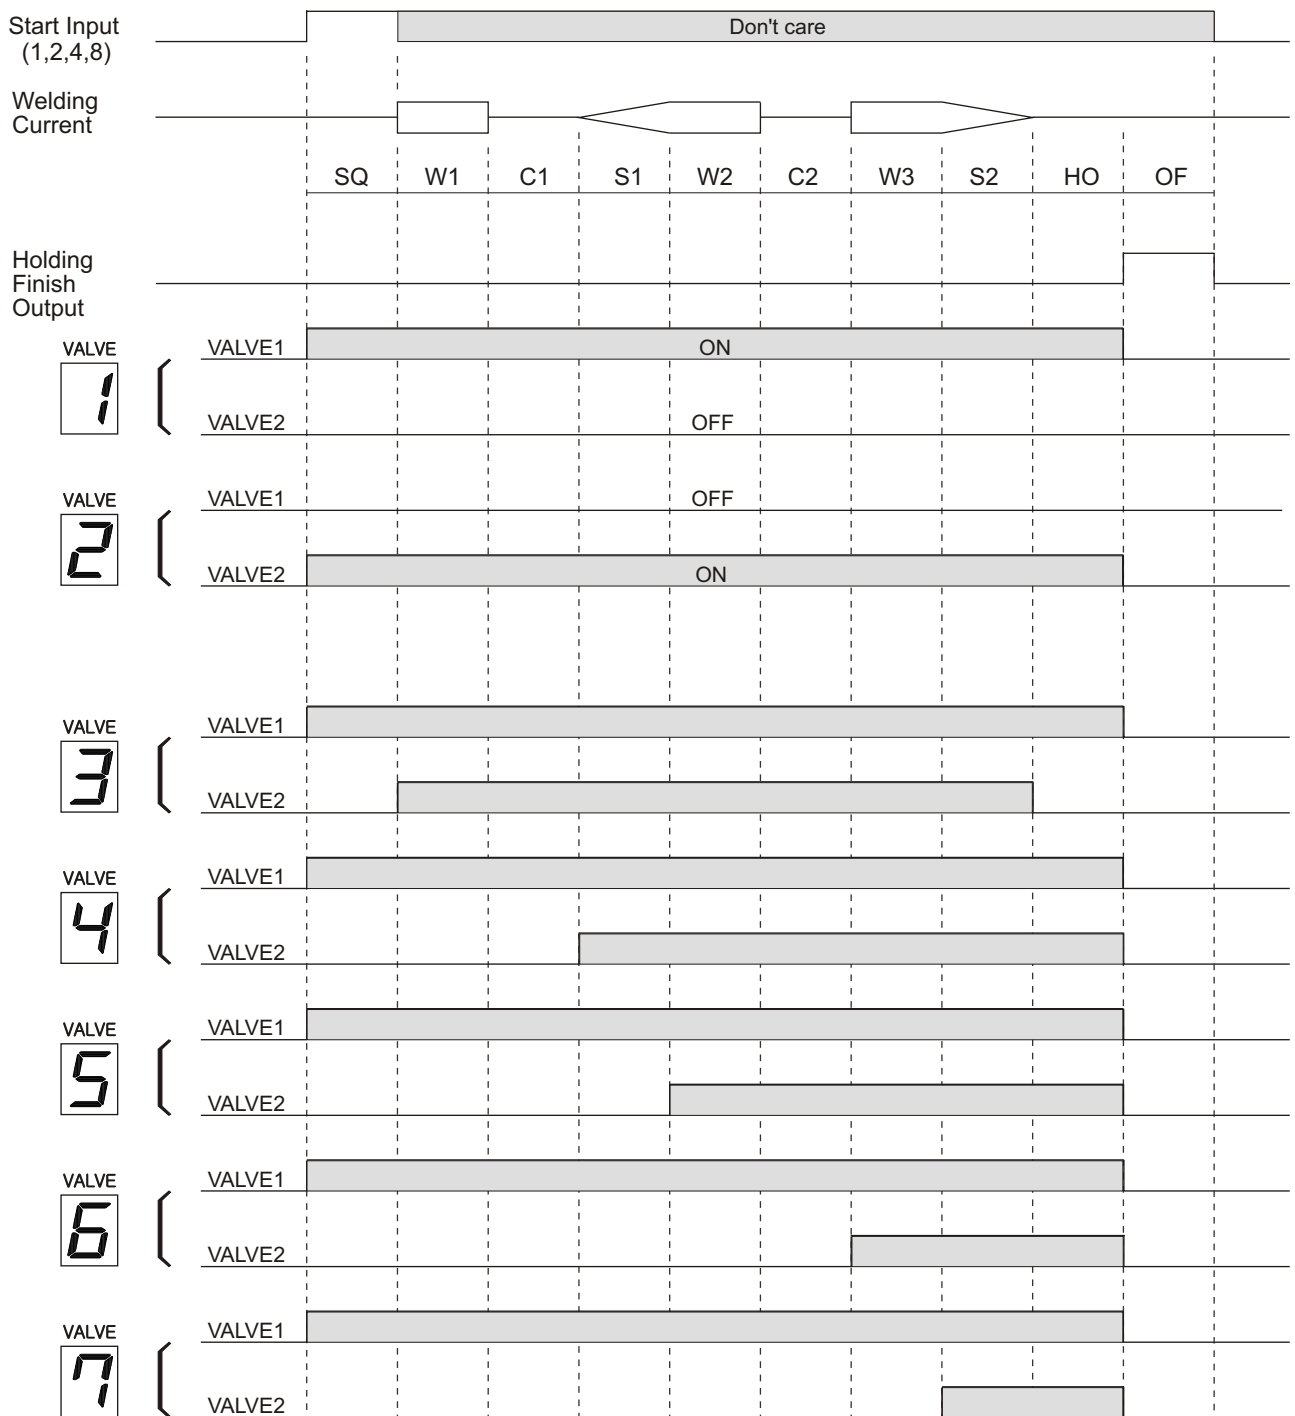 Start Input
(1,2,4,8)
Don't care
Welding
Current
SQ W1 C1 S1 W2 C2 W3 S2 HO OF
Holding
Finish
Output
VALVE
1
VALVE1 ON
VALVE2 OFF
VALVE
2
VALVE1 OFF
VALVE2 ON
VALVE
3
VALVE1
VALVE2
VALVE
4
VALVE1
VALVE2
VALVE
5
VALVE1
VALVE2
VALVE
6
VALVE1
VALVE2
VALVE
7
VALVE1
VALVE2